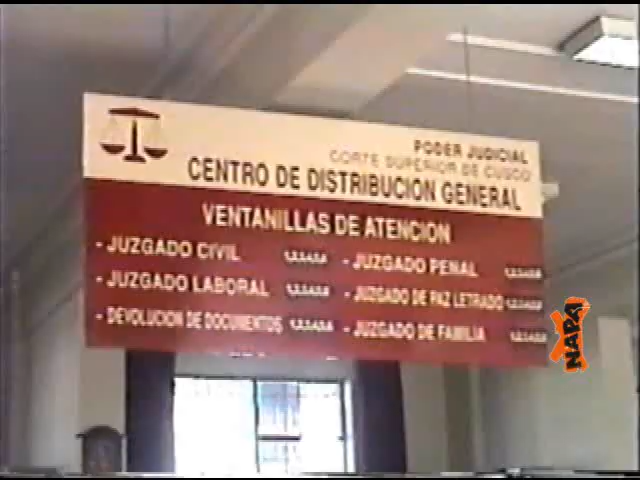 PODER JUDICIAL
CORTE SUPERIOR DE CUSCO
CENTRO DE DISTRIBUCION GENERAL
VENTANILLAS DE ATENCION
- JUZGADO CIVIL
- JUZGADO PENAL
- JUZGADO LABORAL
- JUZGADO DE PAZ LETRADO
- DEVOLUCION DE DOCUMENTOS
- JUZGADO DE FAMILIA
NAPA